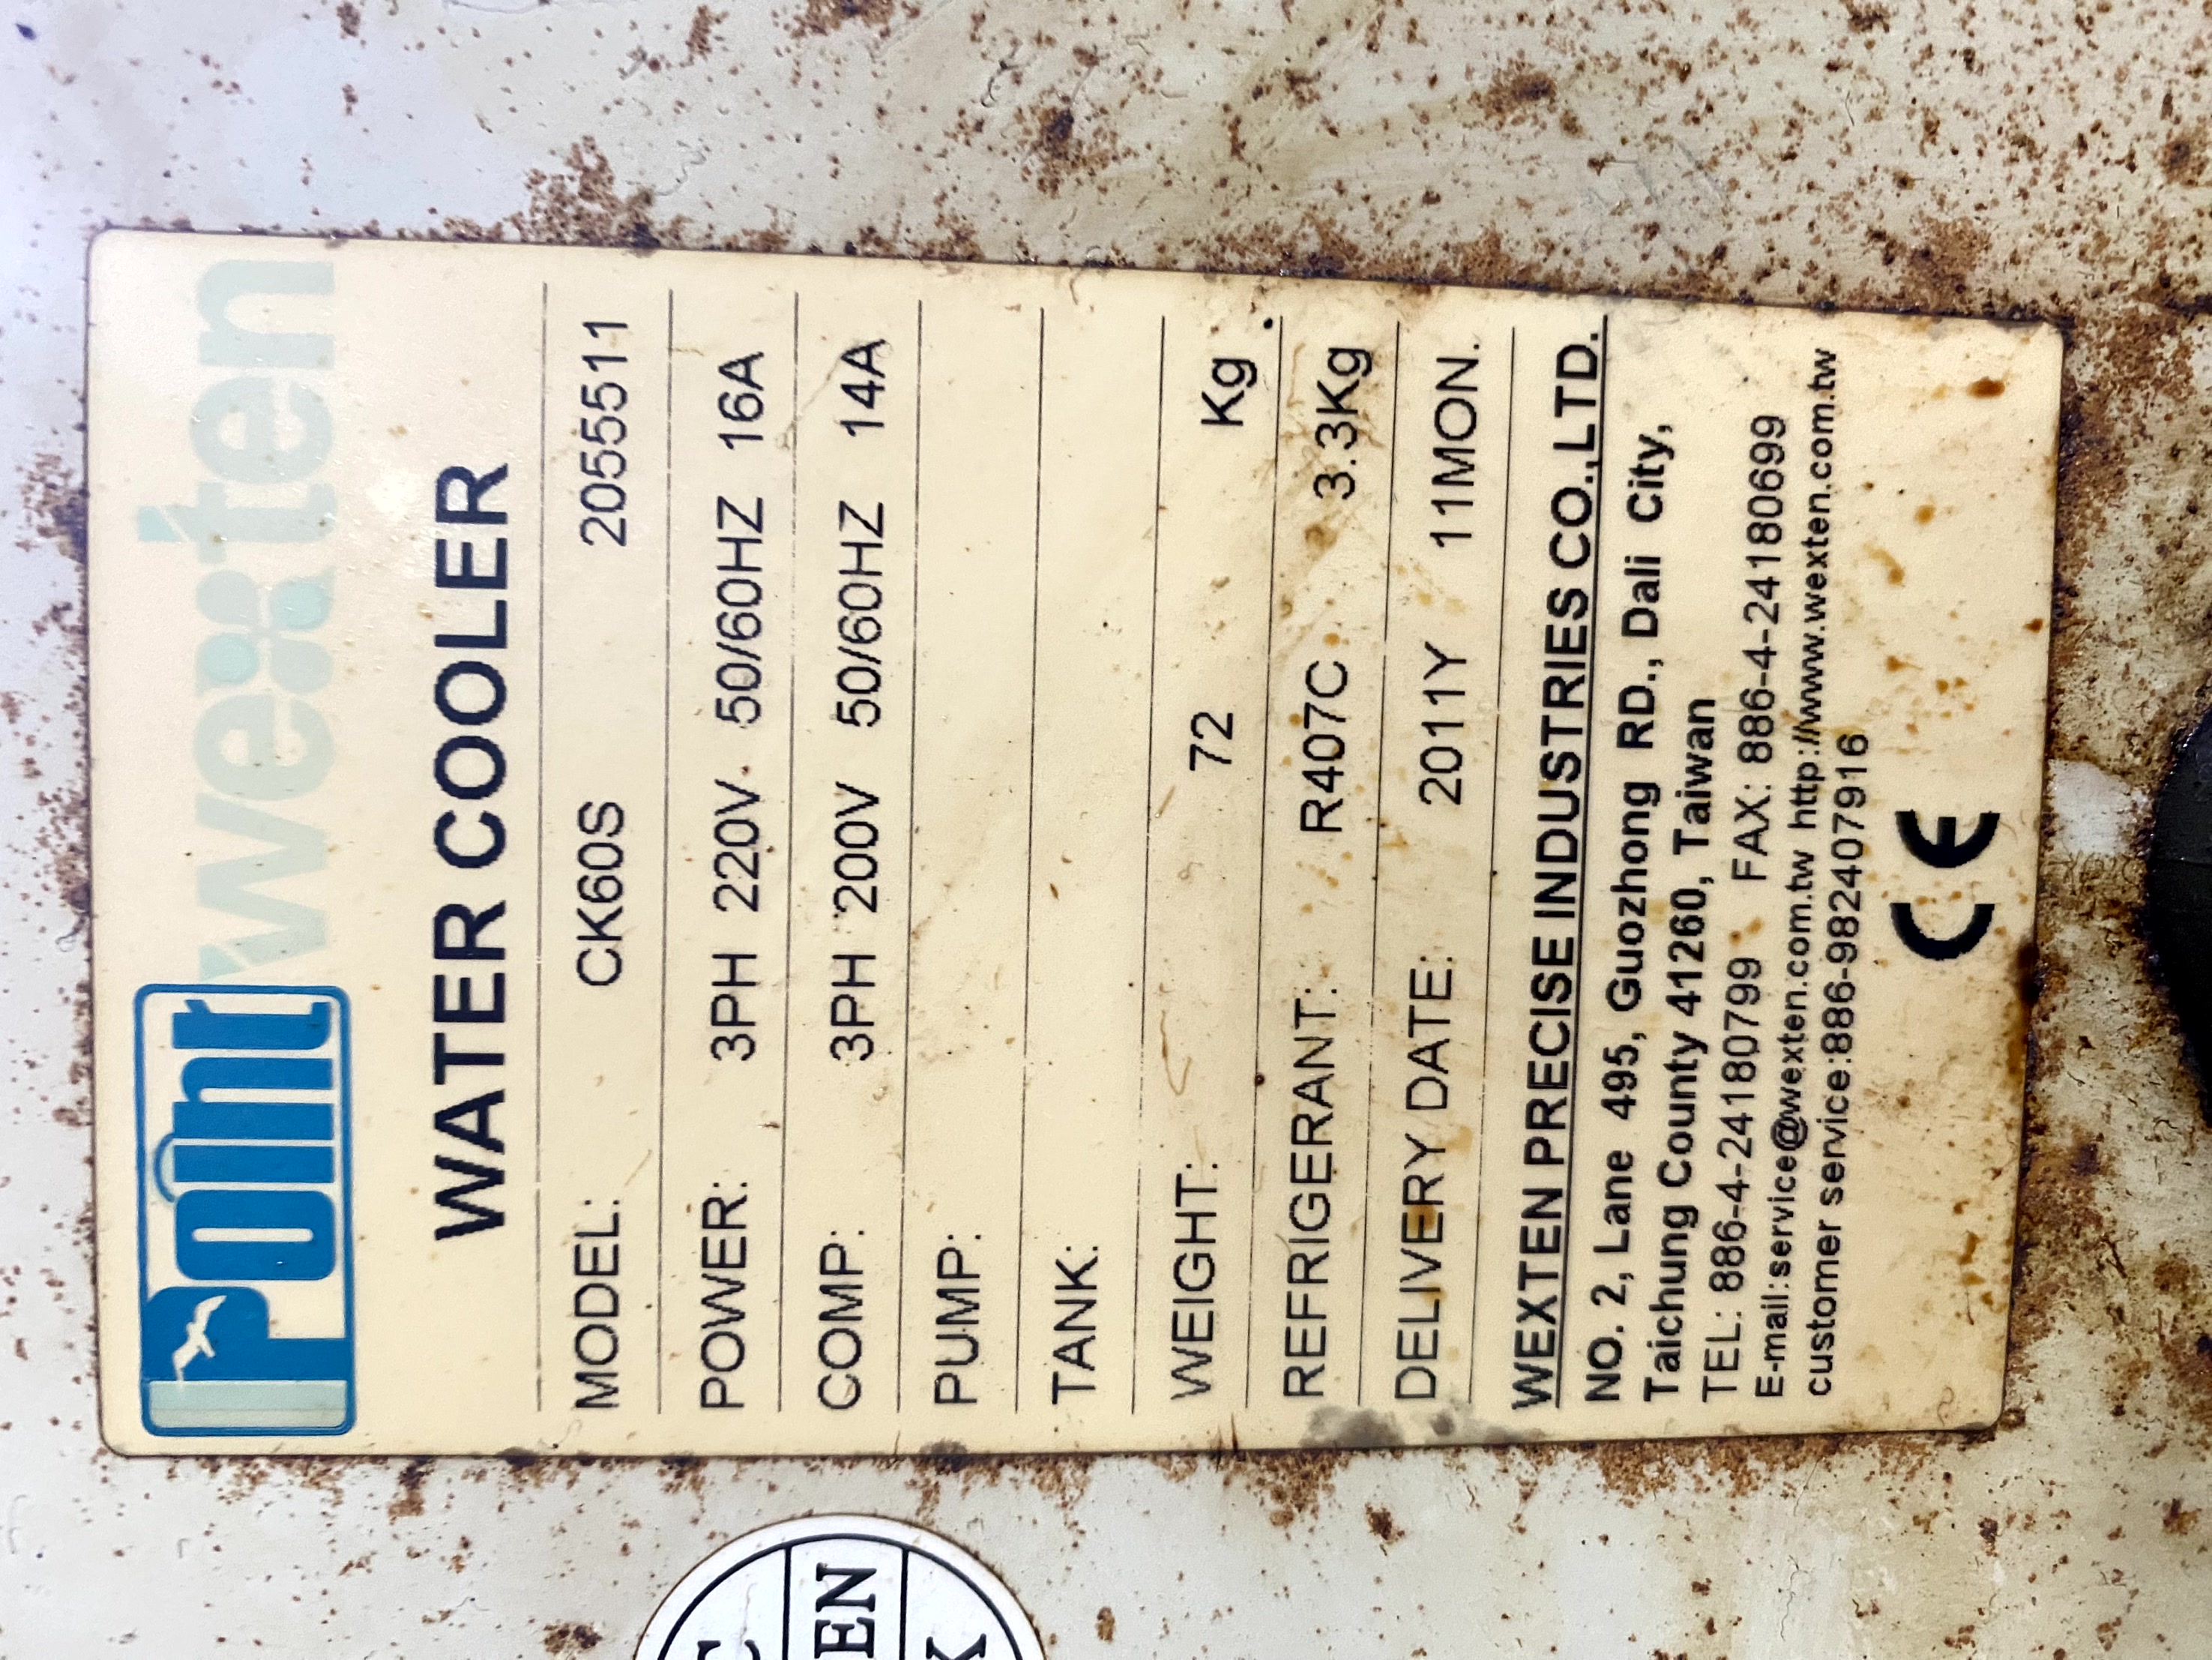 Point wexten
WATER COOLER
MODEL: CK60S 2055511
POWER: 3PH 220V 50/60HZ 16A
COMP: 3PH 200V 50/60HZ 14A
PUMP:
TANK:
WEIGHT: 72 Kg
REFRIGERANT: R407C 3.3Kg
DELIVERY DATE: 2011Y 11MON.
WEXTEN PRECISE INDUSTRIES CO.,LTD.
NO. 2, Lane 495, Guozhong RD., Dali City,
Taichung County 41260, Taiwan
TEL: 886-4-24180799 FAX: 886-4-24180699
E-mail:service@wexten.com.tw http://www.wexten.com.tw
customer service:886-982407916
CE